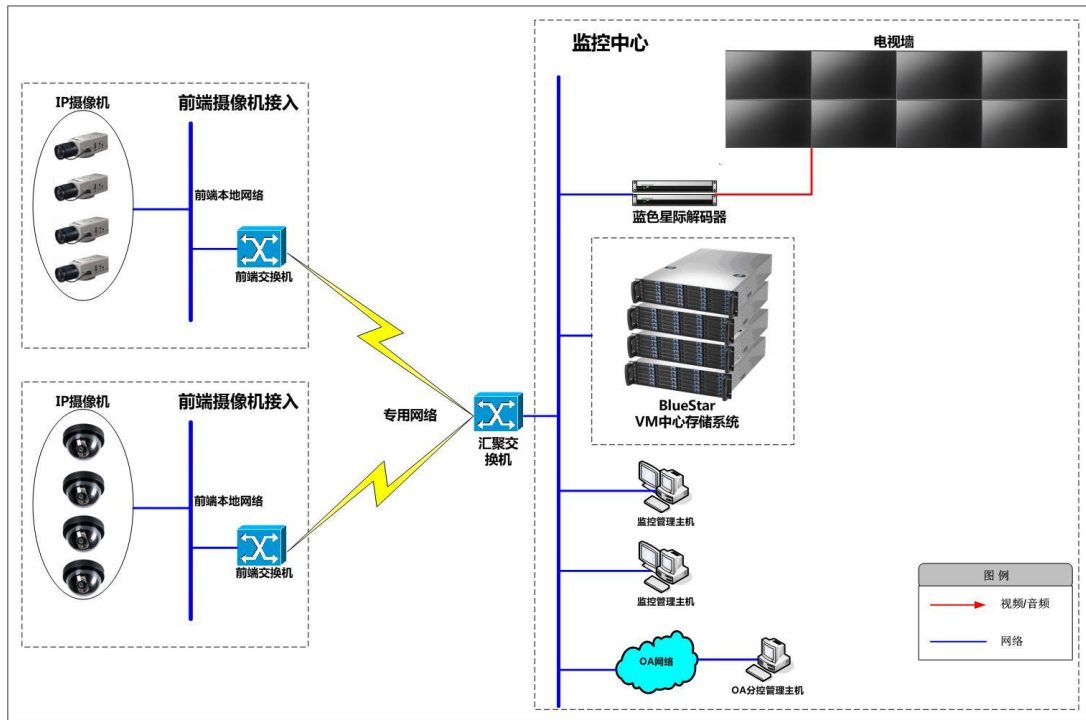 监控中心
电视墙
IP摄像机
前端摄像机接入
前端本地网络
前端交换机
蓝色星际解码器
BlueStar
VM中心存储系统
IP摄像机
前端摄像机接入
前端本地网络
前端交换机
专用网络
汇聚交
换机
监控管理主机
监控管理主机
OA网络
OA分控管理主机
图 例
视频/音频
网络